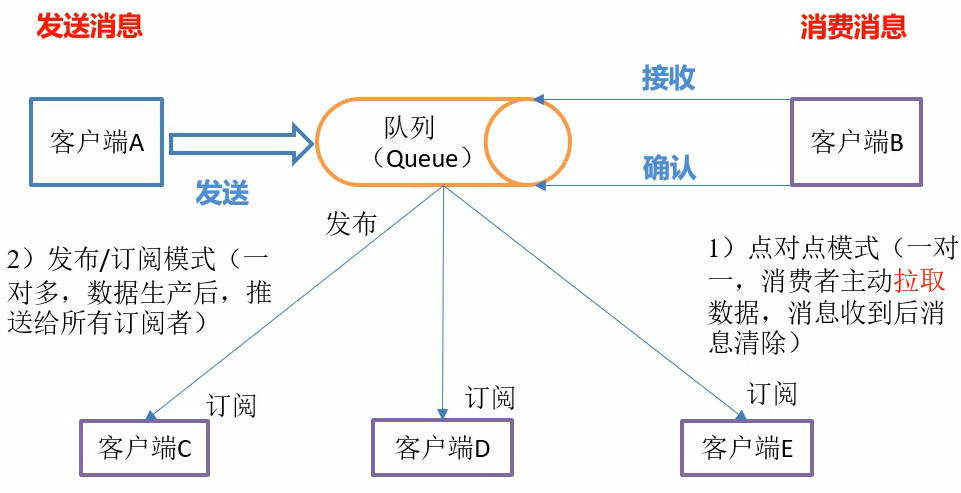 发送消息
消费消息
接收
客户端A
队列
（Queue）
客户端B
发送
确认
发布
2）发布/订阅模式（一
对多，数据生产后，推
送给所有订阅者）
1）点对点模式（一对
一，消费者主动拉取
数据，消息收到后消
息清除）
订阅
订阅
订阅
客户端C
客户端D
客户端E